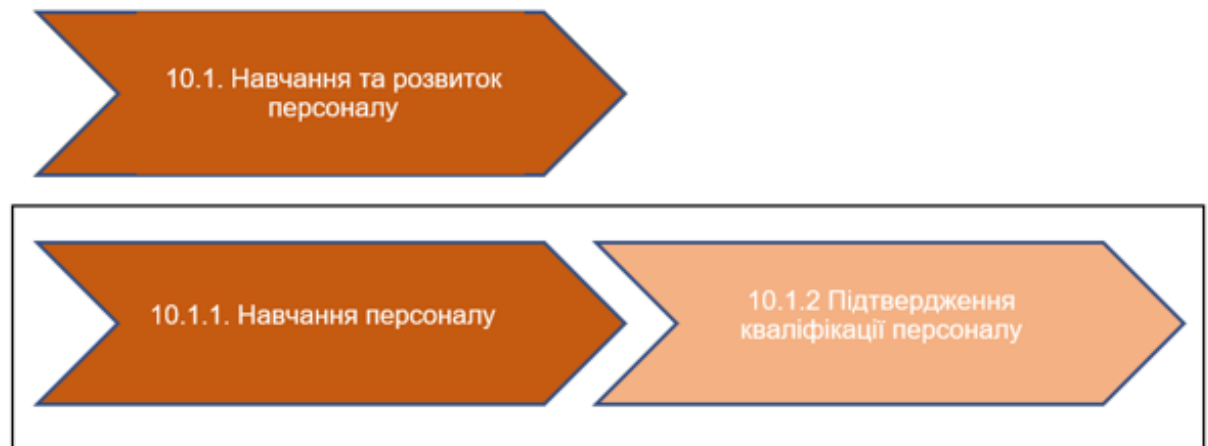 10.1. Навчання та розвиток
персоналу
10.1.1. Навчання персоналу
10.1.2 Підтвердження
кваліфікації персоналу